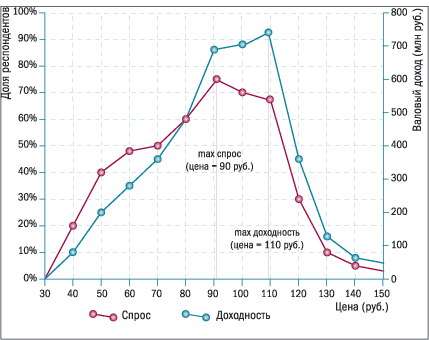 Доля респондентов
100%
90%
80%
70%
60%
50%
40%
30%
20%
10%
0%
800
700
600
500
400
300
200
100
0
Валовый доход (млн руб.)
max спрос
(цена = 90 руб.)
max доходность
(цена = 110 руб.)
30 40 50 60 70 80 90 100 110 120 130 140 150
Цена (руб.)
Спрос
Доходность